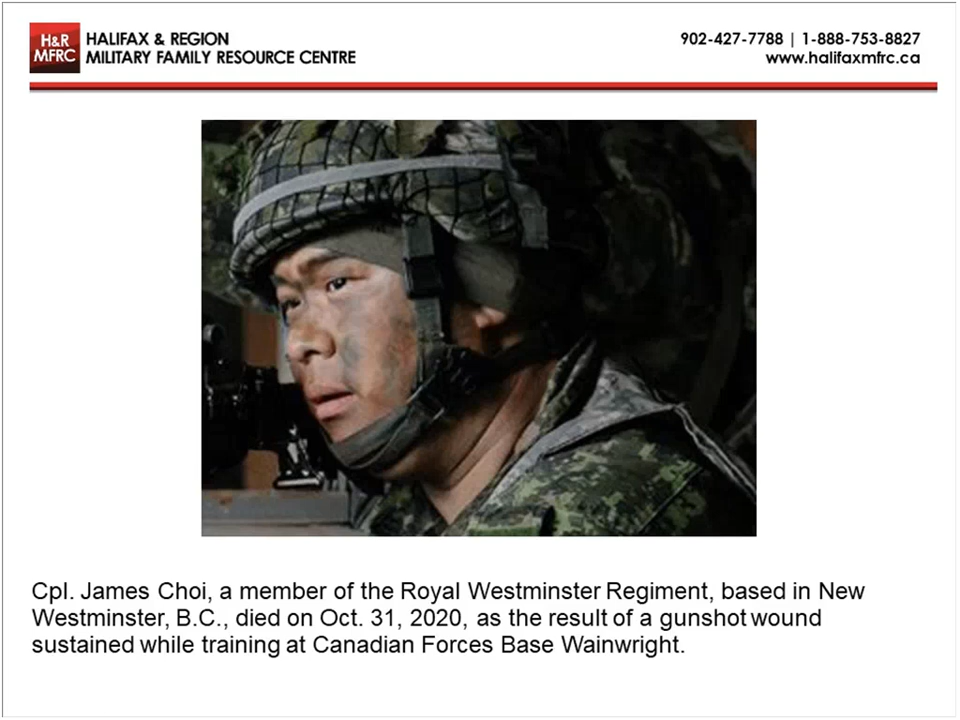 H&R
MFRC
HALIFAX & REGION
MILITARY FAMILY RESOURCE CENTRE
902-427-7788 | 1-888-753-8827
www.halifaxmfrc.ca
Cpl. James Choi, a member of the Royal Westminster Regiment, based in New
Westminster, B.C., died on Oct. 31, 2020, as the result of a gunshot wound
sustained while training at Canadian Forces Base Wainwright.